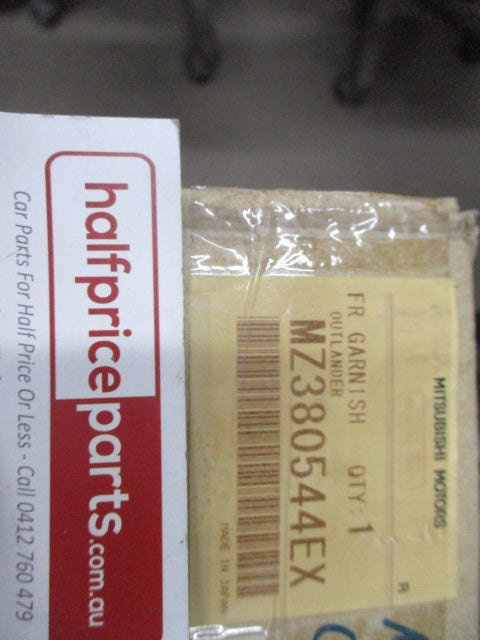 halfpriceparts.com.au
Car Parts For Half Price Or Less - Call 0412 760 479
MITSUBISHI MOTORS
R
FR GARNISH QTY: 1
OUTLANDER
MZ380544EX
MADE IN JAPAN